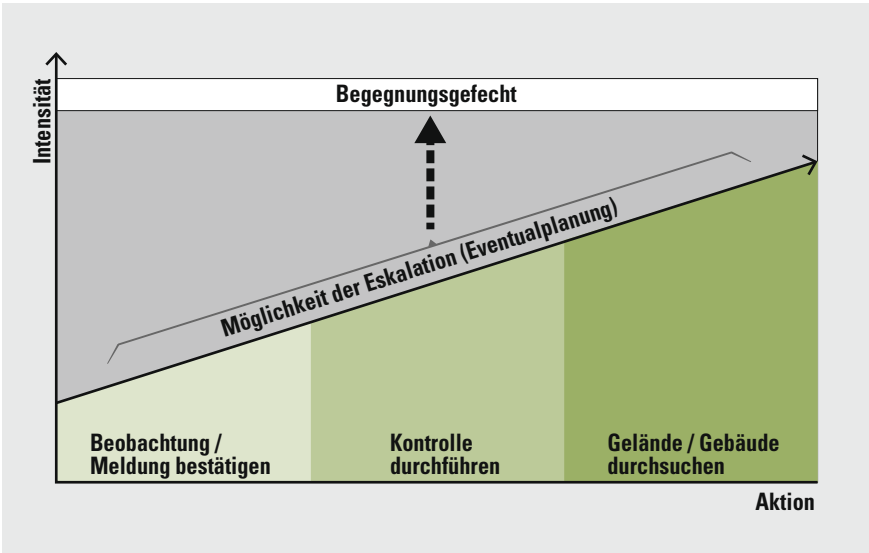 Intensität
Begegnungsgefecht
Möglichkeit der Eskalation (Eventualplanung)
Beobachtung /
Meldung bestätigen
Kontrolle
durchführen
Gelände / Gebäude
durchsuchen
Aktion